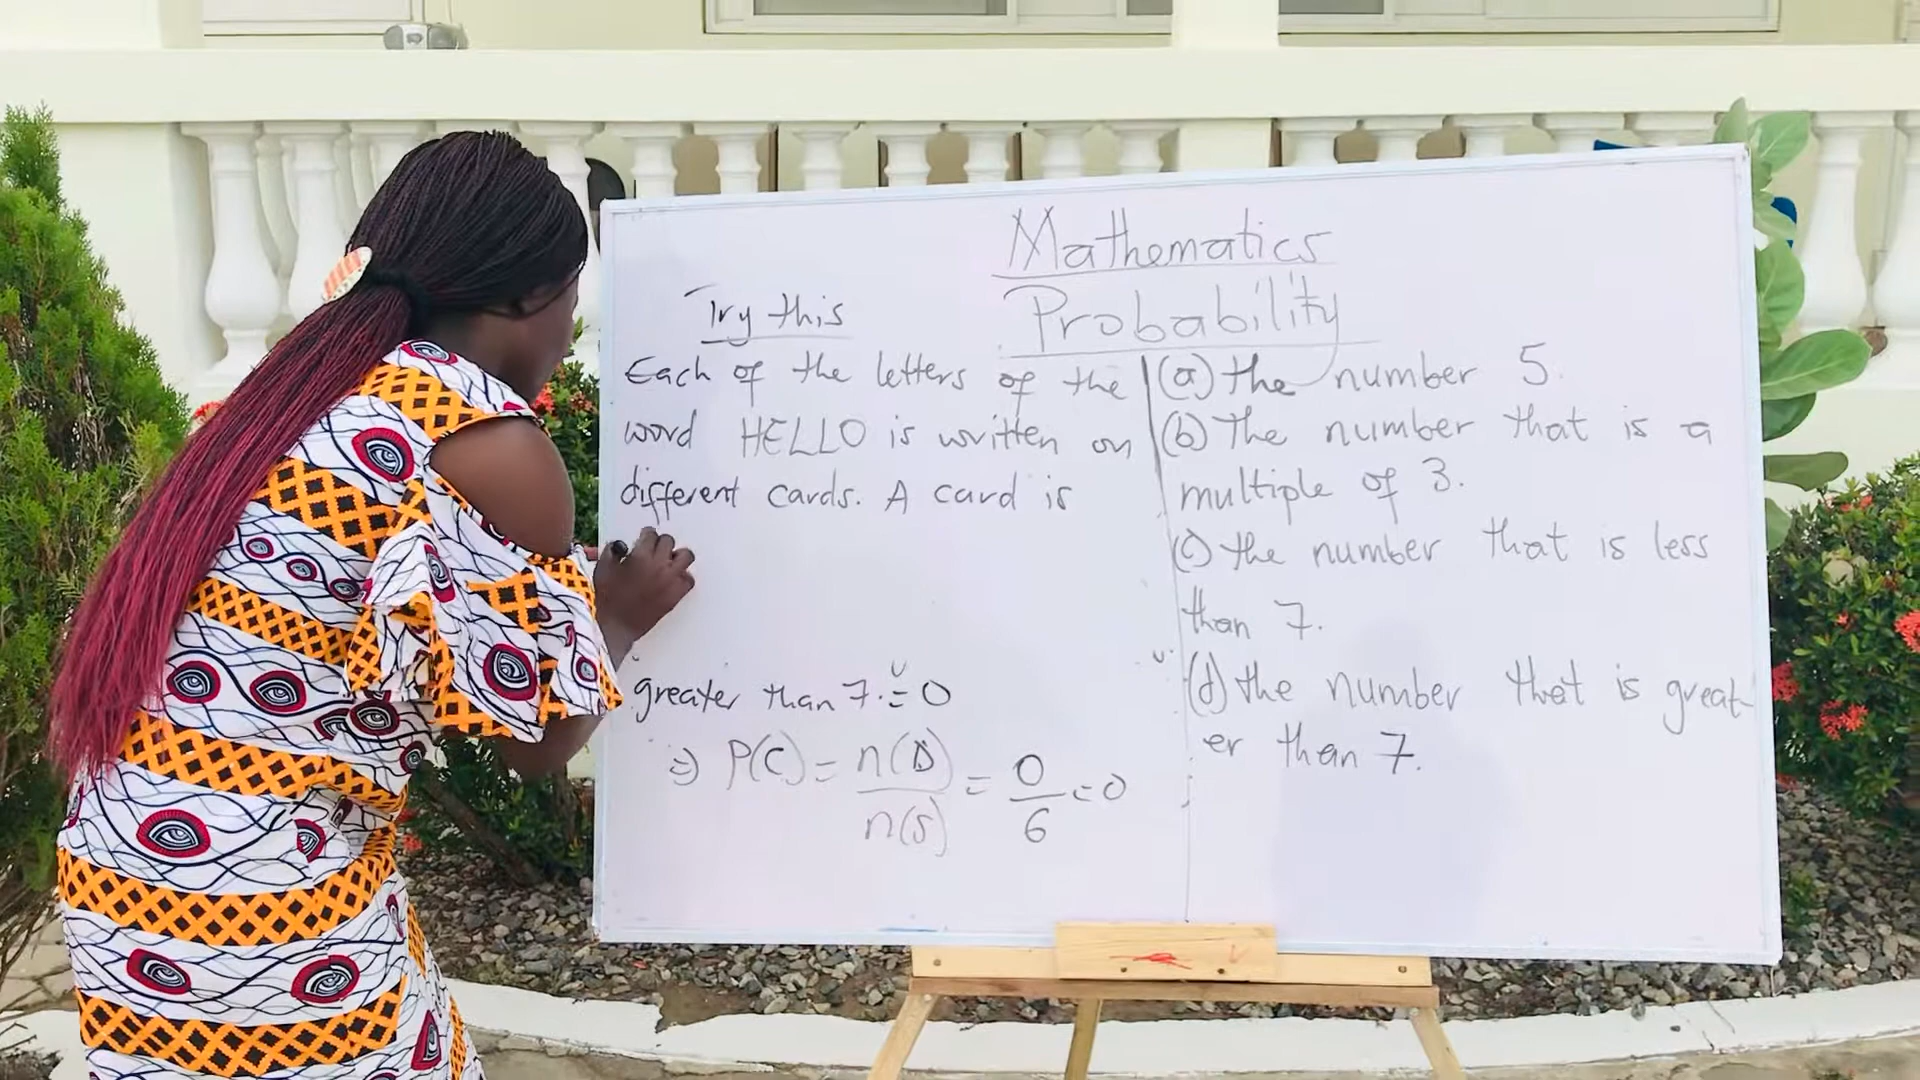 Mathematics
Probability
Try this
Each of the letters of the
word HELLO is written on
different cards. A card is
greater than 7. = 0
⇒ P(C) = n(D)/n(S) = 0/6 = 0
(a) the number 5.
(b) The number that is a
multiple of 3.
(c) the number that is less
than 7.
(d) the number that is great-
er than 7.